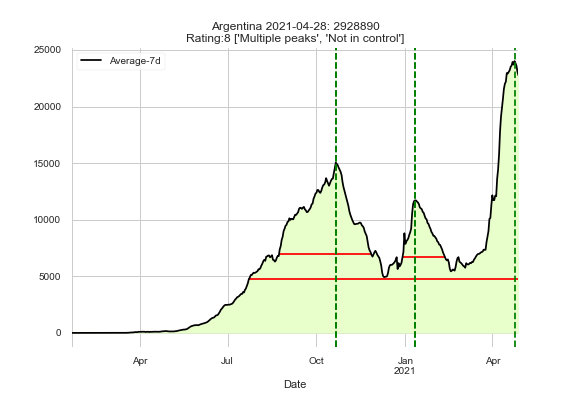 Argentina 2021-04-28: 2928890
Rating:8 ['Multiple peaks', 'Not in control']
Average-7d
25000
20000
15000
10000
5000
0
Apr
Jul
Oct
Jan
2021
Apr
Date